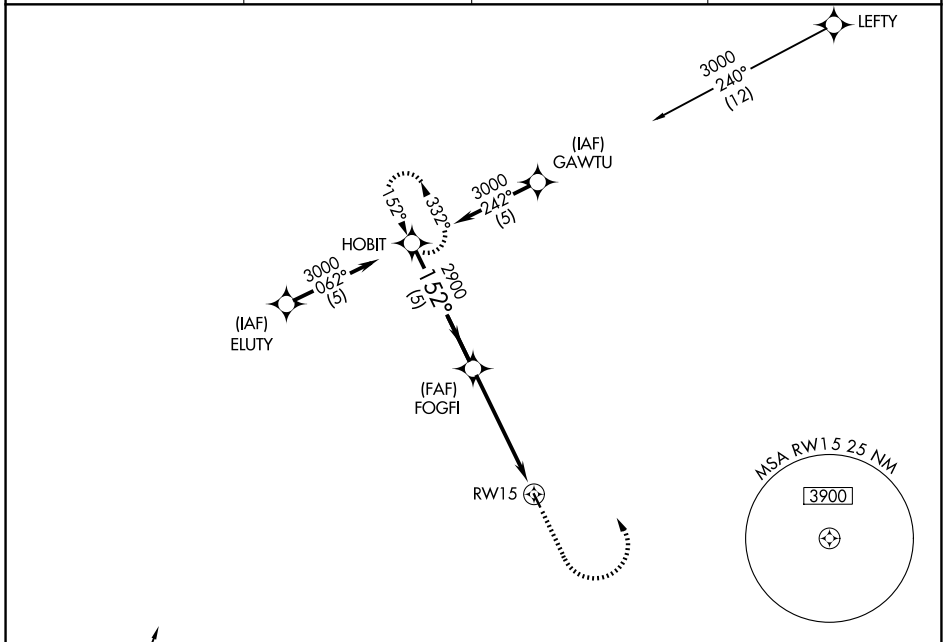 LEFTY
3000
240°
(12)
(IAF)
GAWTU
3000
242°
(5)
152°
332°
HOBIT
2900
152°
(5)
3000
062°
(5)
(IAF)
ELUTY
(FAF)
FOGFI
RW15
MSA RW15 25 NM
3900